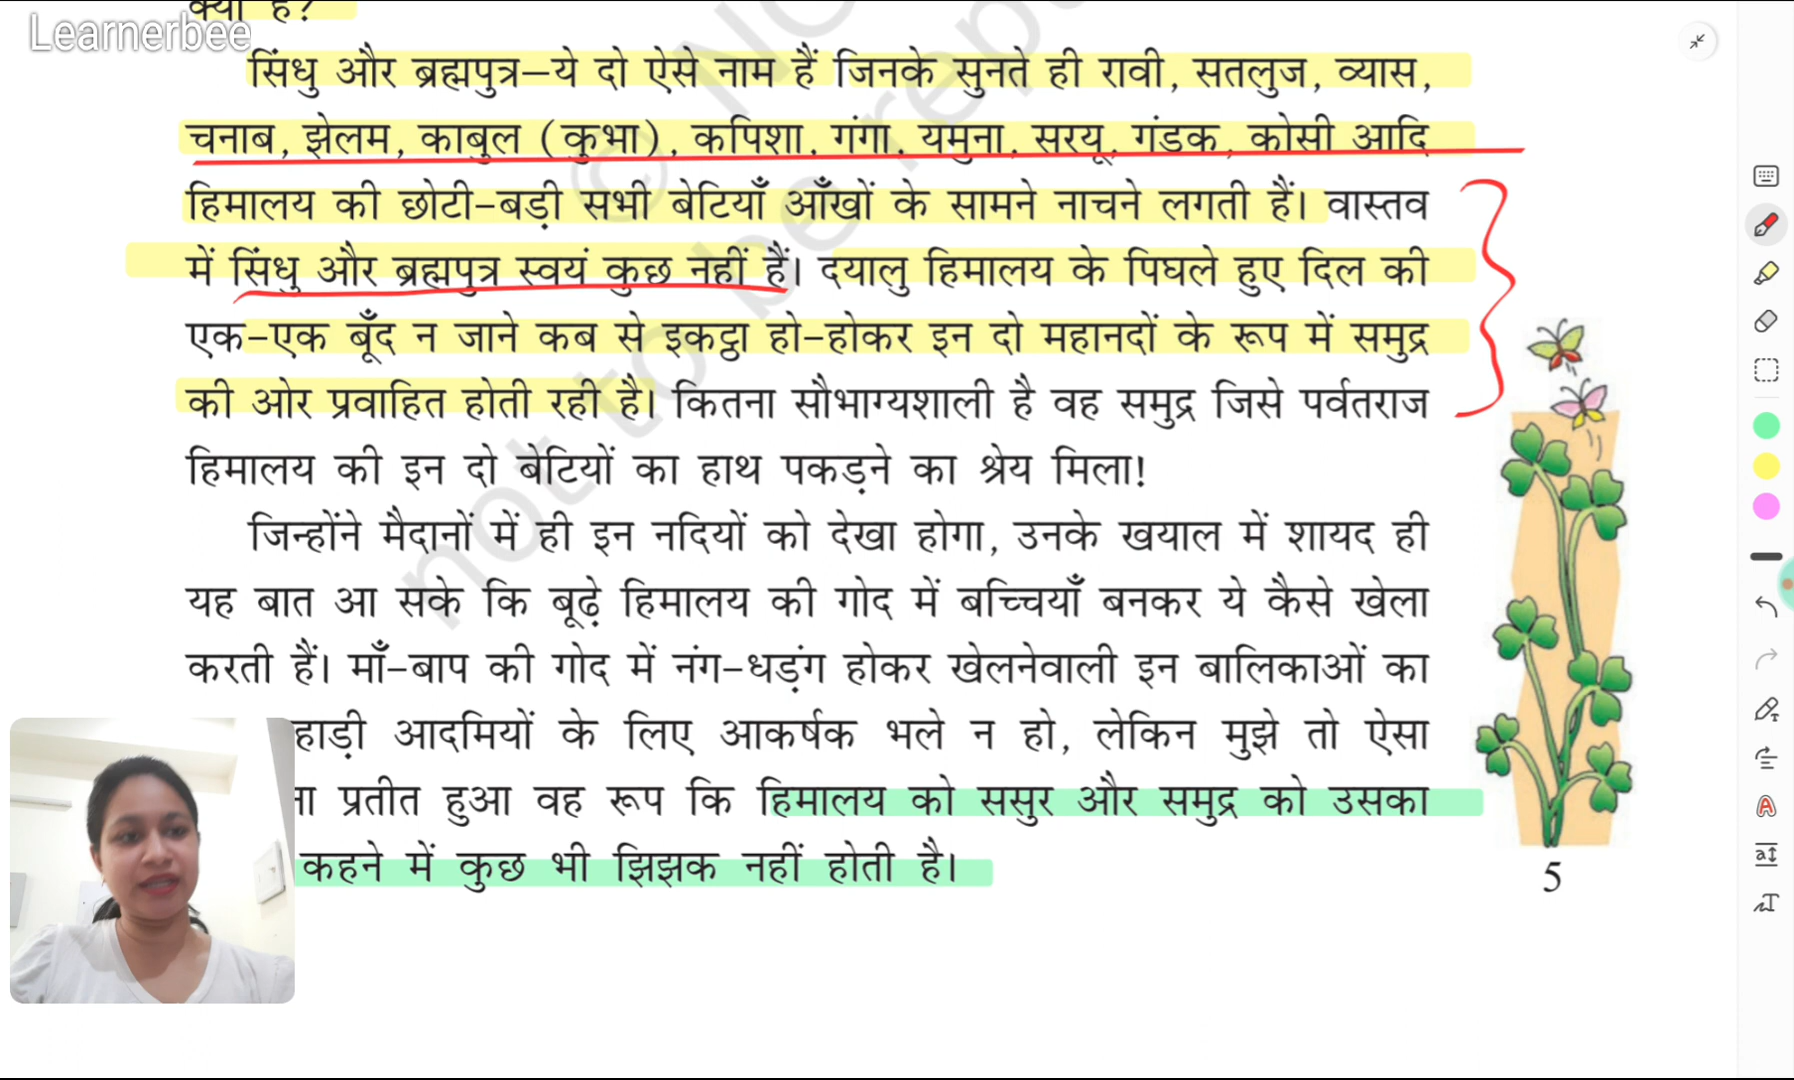 क्या है?
Learnerbee
सिंधु और ब्रह्मपुत्र–ये दो ऐसे नाम हैं जिनके सुनते ही रावी, सतलुज, व्यास,
चनाब, झेलम, काबुल (कुभा), कपिशा, गंगा, यमुना, सरयू, गंडक, कोसी आदि
हिमालय की छोटी-बड़ी सभी बेटियाँ आँखों के सामने नाचने लगती हैं। वास्तव
में सिंधु और ब्रह्मपुत्र स्वयं कुछ नहीं हैं। दयालु हिमालय के पिघले हुए दिल की
एक-एक बूँद न जाने कब से इकट्ठा हो-होकर इन दो महानदों के रूप में समुद्र
की ओर प्रवाहित होती रही है। कितना सौभाग्यशाली है वह समुद्र जिसे पर्वतराज
हिमालय की इन दो बेटियों का हाथ पकड़ने का श्रेय मिला!
जिन्होंने मैदानों में ही इन नदियों को देखा होगा, उनके खयाल में शायद ही
यह बात आ सके कि बूढ़े हिमालय की गोद में बच्चियाँ बनकर ये कैसे खेला
करती हैं। माँ-बाप की गोद में नंग-धड़ंग होकर खेलनेवाली इन बालिकाओं का
हाड़ी आदमियों के लिए आकर्षक भले न हो, लेकिन मुझे तो ऐसा
प्रतीत हुआ वह रूप कि हिमालय को ससुर और समुद्र को उसका
कहने में कुछ भी झिझक नहीं होती है।
5
not to be rep